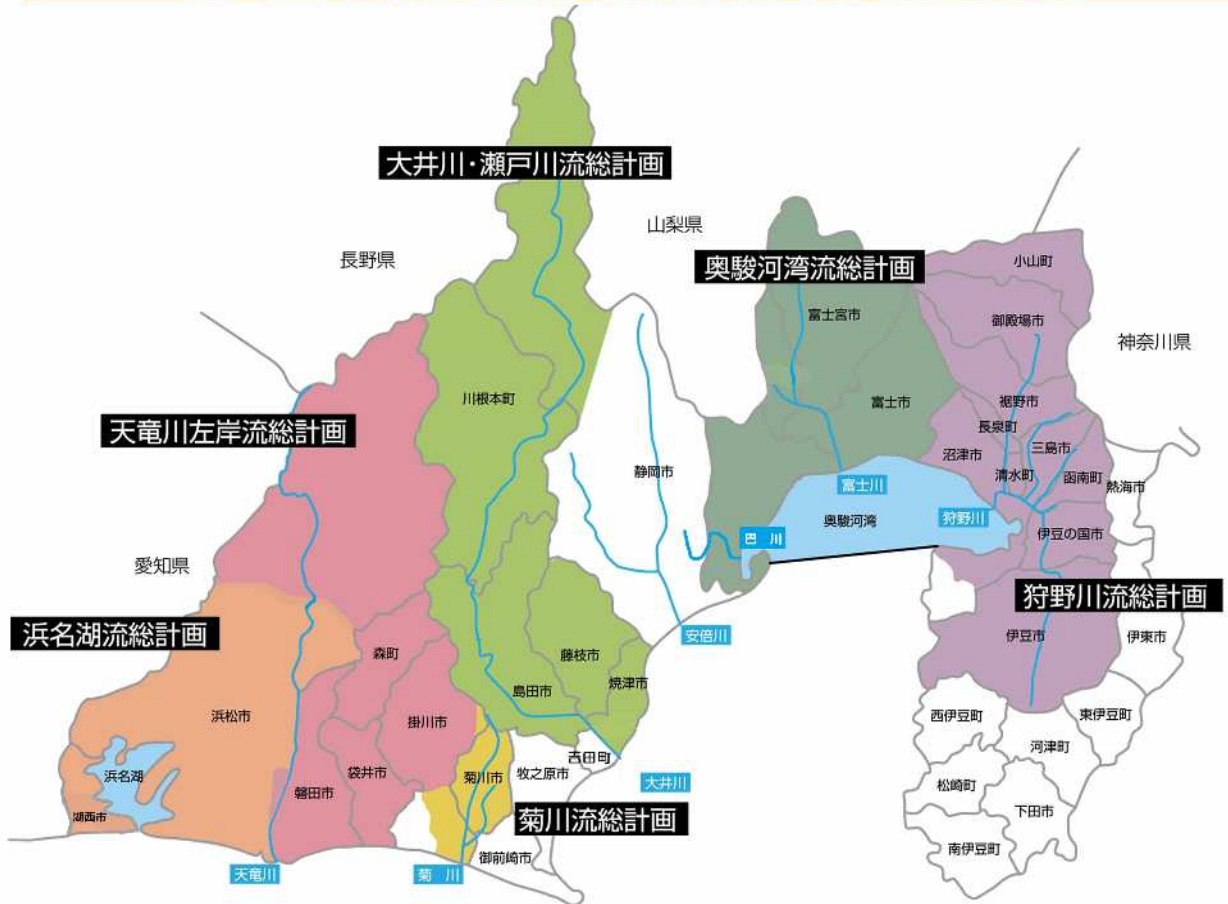 大井川・瀬戸川流総計画
山梨県
長野県
奥駿河湾流総計画
小山町
富士宮市
御殿場市
神奈川県
川根本町
富士市
裾野市
長泉町
天竜川左岸流総計画
沼津市
三島市
静岡市
清水町
函南町
熱海市
富士川
狩野川
奥駿河湾
巴川
伊豆の国市
愛知県
狩野川流総計画
浜名湖流総計画
安倍川
伊豆市
伊東市
森町
藤枝市
焼津市
島田市
浜松市
掛川市
西伊豆町
東伊豆町
河津町
吉田町
浜名湖
袋井市
菊川市
牧之原市
大井川
磐田市
松崎町
湖西市
菊川流総計画
下田市
御前崎市
南伊豆町
天竜川
菊川